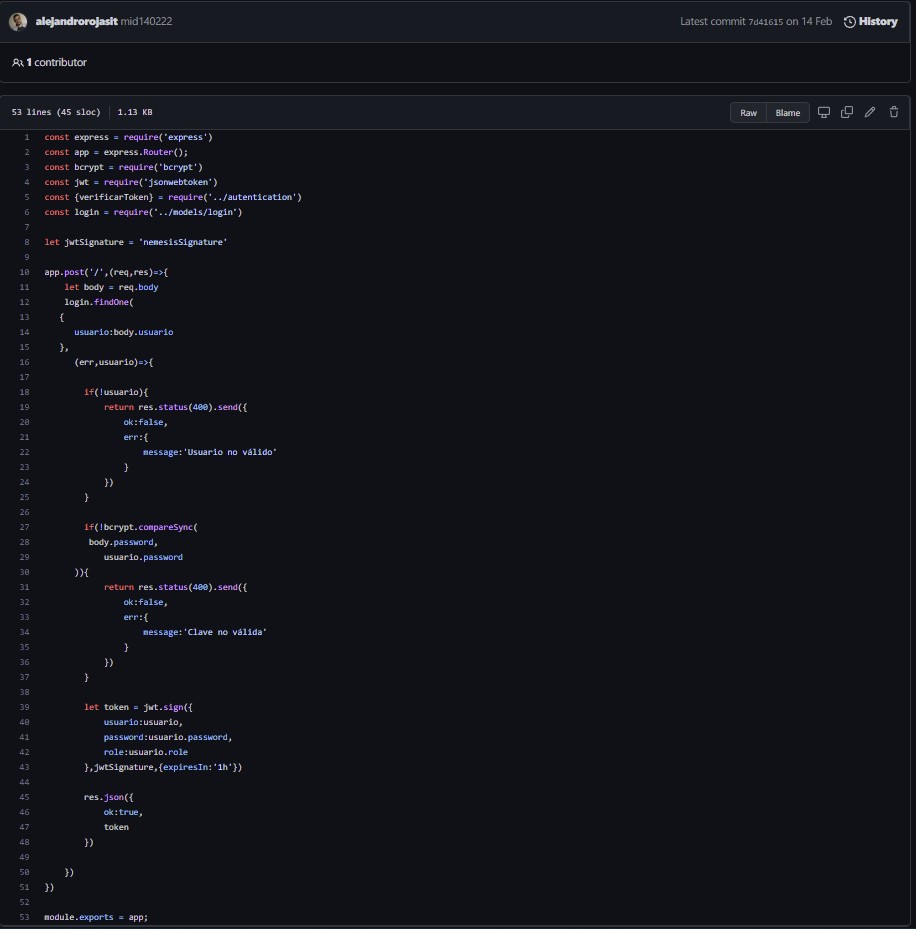 alejandrorojasit mid140222 Latest commit 7d41615 on 14 Feb History
1 contributor
53 lines (45 sloc) 1.13 KB Raw Blame
1 const express = require('express')
2 const app = express.Router();
3 const bcrypt = require('bcrypt')
4 const jwt = require('jsonwebtoken')
5 const {verificarToken} = require('../autentication')
6 const login = require('../models/login')
7
8 let jwtSignature = 'nemesisSignature'
9
10 app.post('/',(req,res)=>{
11     let body = req.body
12     login.findOne(
13    {
14       usuario:body.usuario
15    },
16       (err,usuario)=>{
17
18         if(!usuario){
19             return res.status(400).send({
20                 ok:false,
21                 err:{
22                     message:'Usuario no válido'
23                 }
24             })
25         }
26
27         if(!bcrypt.compareSync(
28          body.password,
29             usuario.password
30       )){
31             return res.status(400).send({
32                 ok:false,
33                 err:{
34                     message:'Clave no válida'
35                 }
36             })
37         }
38
39         let token = jwt.sign({
40             usuario:usuario,
41             password:usuario.password,
42             role:usuario.role
43         },jwtSignature,{expiresIn:'1h'})
44
45         res.json({
46             ok:true,
47             token
48         })
49
50     })
51 })
52
53 module.exports = app;